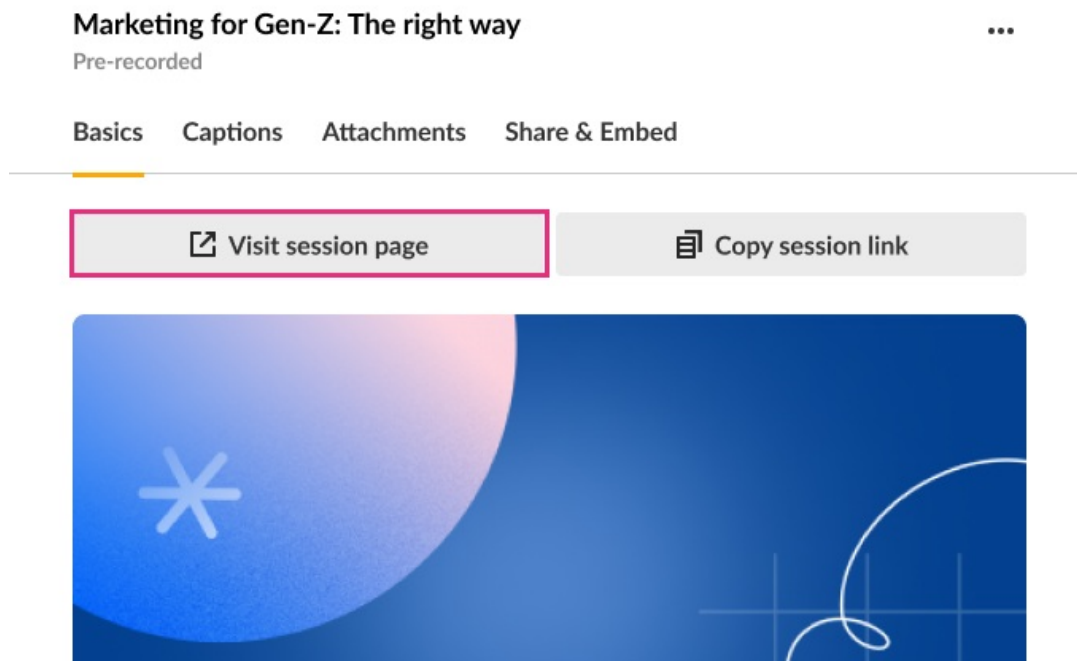 Marketing for Gen-Z: The right way
Pre-recorded
Basics Captions Attachments Share & Embed
Visit session page Copy session link